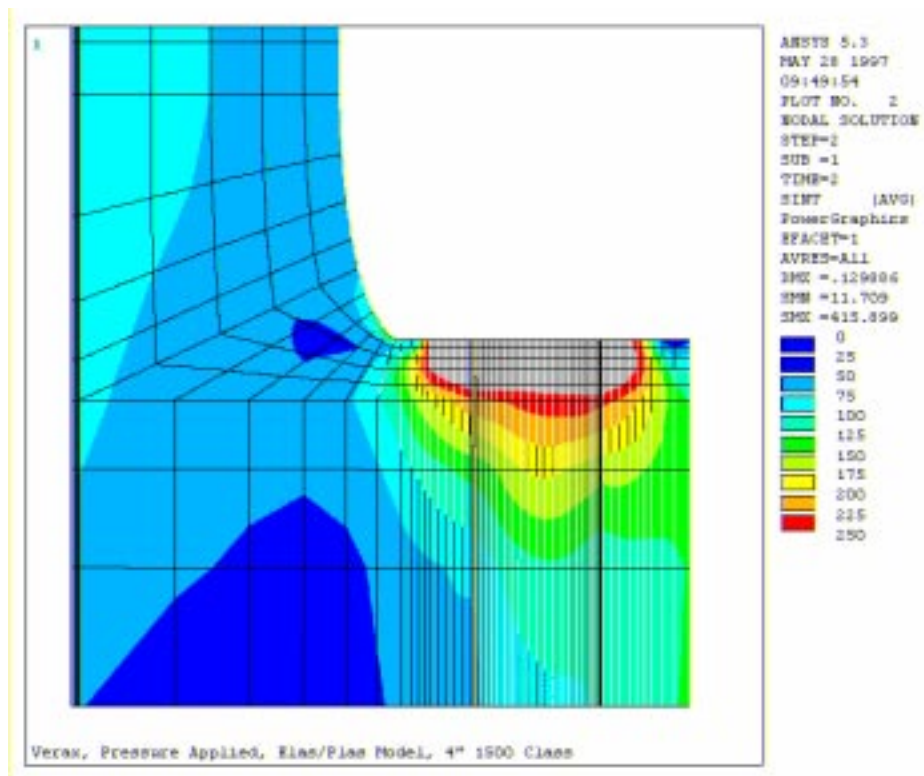 1
ANSYS 5.3
MAY 28 1997
09:49:54
PLOT NO. 2
NODAL SOLUTION
STEP=2
SUB =1
TIME=2
SINT (AVG)
PowerGraphics
EFACET=1
AVRES=All
DMX =.129886
SMN =11.709
SMX =415.899
0
25
50
75
100
125
150
175
200
225
250
Verax, Pressure Applied, Elas/Plas Model, 4" 1500 Class